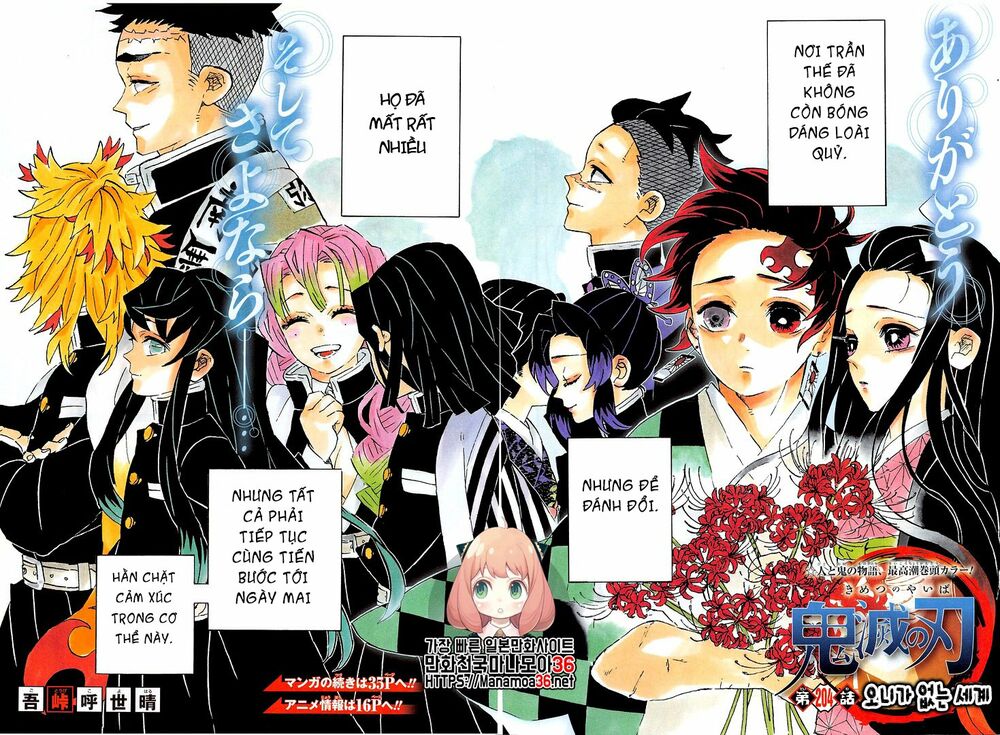 ありがとう
NƠI TRẦN
THẾ ĐÃ
KHÔNG
CÒN BÓNG
DÁNG LOÀI
QUỶ.
NHƯNG ĐỂ
ĐÁNH ĐỔI.
HỌ ĐÃ
MẤT RẤT
NHIỀU
そして
さよなら――…
NHƯNG TẤT
CẢ PHẢI
TIẾP TỤC
CÙNG TIẾN
BƯỚC TỚI
NGÀY MAI
HẰN CHẶT
CẢM XÚC
TRONG CƠ
THỂ NÀY.
人と鬼の物語、最高潮巻頭カラー!
きめつのやいば
鬼滅の刃
第204話 오니가 없는 세계
가장 빠른 일본만화사이트
만화천국 마나모아36
HTTPS://Manamoa36.net
マンガの続きは35Pへ!!
アニメ情報は16Pへ!!
吾峠呼世晴